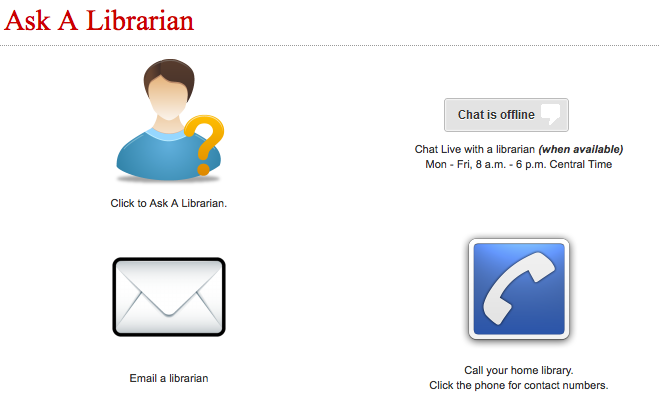 Ask A Librarian
Click to Ask A Librarian.
Chat is offline
Chat Live with a librarian (when available)
Mon - Fri, 8 a.m. - 6 p.m. Central Time
Email a librarian
Call your home library.
Click the phone for contact numbers.